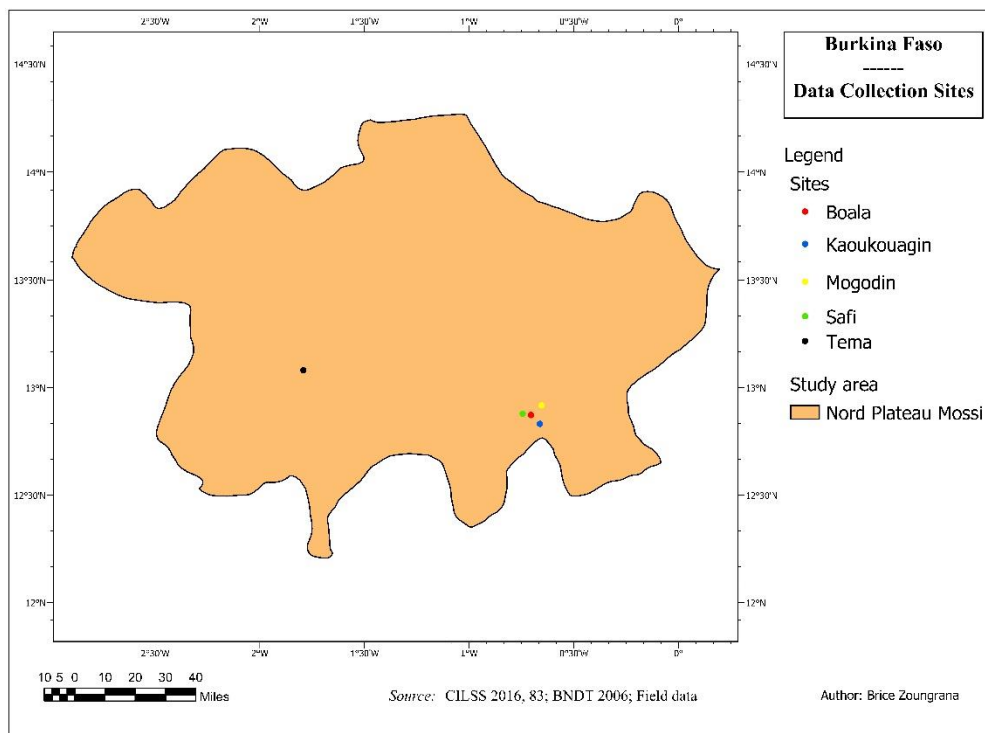 Burkina Faso
------
Data Collection Sites
2°30'W 2°W 1°30'W 1°W 0°30'W 0°
14°30'N 14°30'N
14°N 14°N
13°30'N 13°30'N
13°N 13°N
12°30'N 12°30'N
12°N 12°N
2°30'W 2°W 1°30'W 1°W 0°30'W 0°
Legend
Sites
Boala
Kaoukouagin
Mogodin
Safi
Tema
Study area
Nord Plateau Mossi
10 5 0 10 20 30 40
Miles
Source: CILSS 2016, 83; BNDT 2006; Field data
Author: Brice Zoungrana